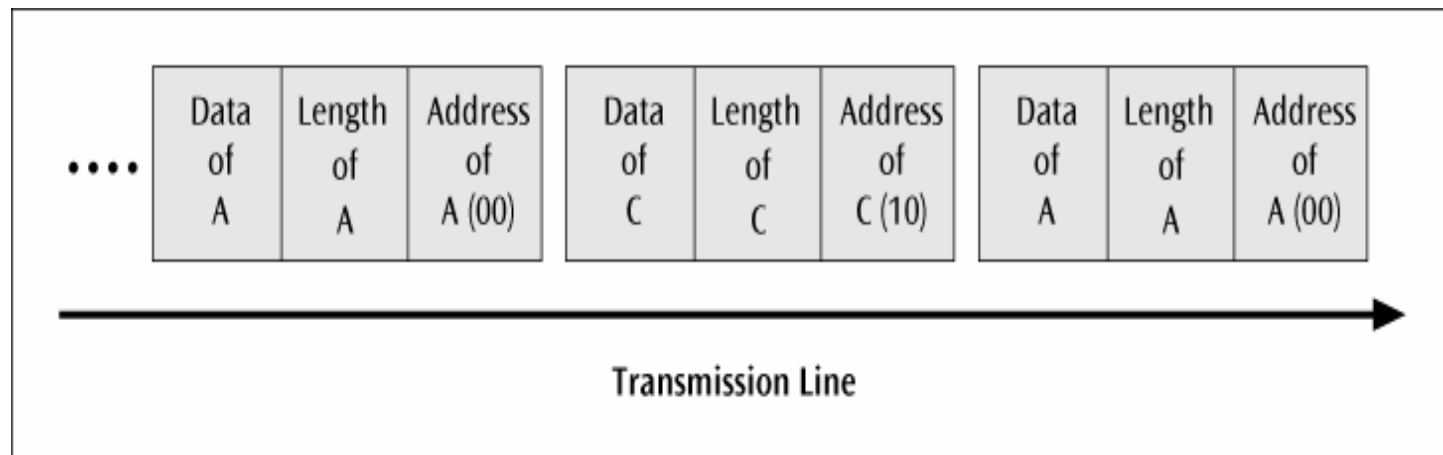 Data of A
Length of A
Address of A (00)
Data of C
Length of C
Address of C (10)
Data of A
Length of A
Address of A (00)
Transmission Line